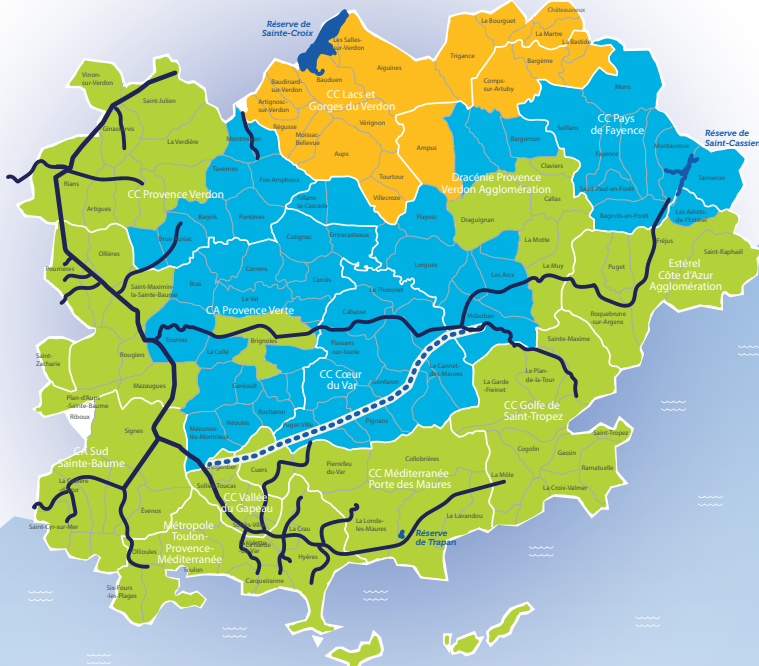 Châteauvieux
Le Bourguet
La Martre
La Bastide
Réserve de
Sainte-Croix
Les Salles-
sur-Verdon
Trigance
Bargème
Vinon-
sur-Verdon
Aiguines
Bauduen
Baudinard-
sur-Verdon
Comps-
sur-Artuby
Mons
CC Lacs et
Gorges du Verdon
Artignosc-
sur-Verdon
Saint-Julien
Régusse
Vérignon
Moissac-
Bellevue
Ginasservis
La Verdière
Montmeyan
Aups
Ampus
Bargemon
Seillans
CC Pays
de Fayence
Fayence
Montauroux
Réserve de
Saint-Cassien
Tavernes
Fox-Amphoux
Tourtour
Villecroze
Claviers
Dracénie Provence
Verdon Agglomération
Callas
Saint-Paul-en-Forêt
Tanneron
Rians
CC Provence Verdon
Artigues
Sillans-
la-Cascade
Barjols
Pontevès
Flayosc
Draguignan
Bagnols-en-Forêt
Les Adrets-
de-l'Estérel
Brue-Auriac
Cotignac
Entrecasteaux
La Motte
Fréjus
Saint-Raphaël
Ollières
Pourrières
Lorgues
Le Muy
Puget
Estérel
Côte d'Azur
Agglomération
Correns
Bras
Carcès
Les Arcs
Saint-Maximin-
la-Sainte-Baume
Le Val
Le Thoronet
CA Provence Verte
Cabasse
Vidauban
Roquebrune
-sur-Argens
Tourves
Brignoles
Flassans
-sur-Issole
Sainte-Maxime
Saint-
Zacharie
Rougiers
La Celle
Le Cannet
-des-Maures
Le Plan-
de-la-Tour
Mazaugues
CC Cœur
du Var
Gonfaron
La Garde
-Freinet
Plan-d'Aups
-Sainte-Baume
Riboux
Rocbaron
CC Golfe de
Saint-Tropez
Signes
Méounes-
lès-Montrieux
Néoules
Puget-Ville
Pignans
Saint-Tropez
CA Sud
Sainte-Baume
Cuers
Pierrefeu
du-Var
Collobrières
Cogolin
Gassin
Ramatuelle
CC Méditerranée
Porte des Maures
La Môle
La Croix-Valmer
CC Vallée
du Gapeau
Évenos
La Londe-
les-Maures
Le Lavandou
Saint-Cyr-sur-Mer
Métropole
Toulon-
Provence-
Méditerranée
La Crau
Réserve
de Trapan
Ollioules
Hyères
Toulon
Carqueiranne
Six-Fours
-les-Plages